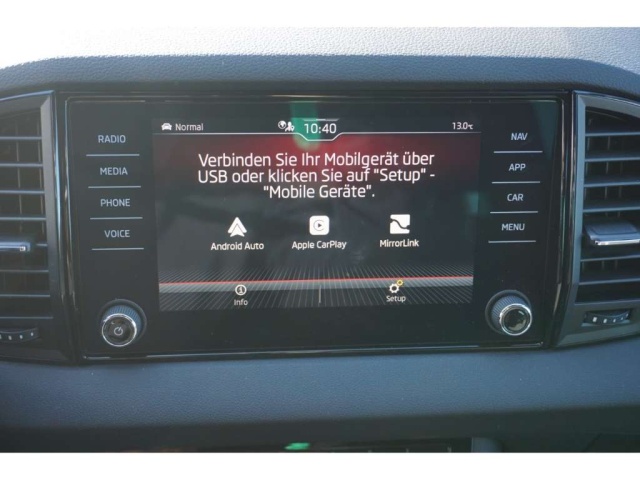 Normal
10:40
13.0℃
Verbinden Sie Ihr Mobilgerät über
USB oder klicken Sie auf "Setup" -
"Mobile Geräte".
Android Auto
Apple CarPlay
MirrorLink
Info
Setup
RADIO
MEDIA
PHONE
VOICE
NAV
APP
CAR
MENU